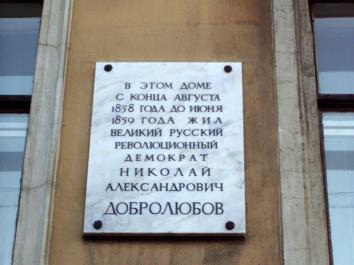 В ЭТОМ ДОМЕ
С КОНЦА АВГУСТА
1858 ГОДА ДО ИЮНЯ
1859 ГОДА ЖИЛ
ВЕЛИКИЙ РУССКИЙ
РЕВОЛЮЦИОННЫЙ
ДЕМОКРАТ
НИКОЛАЙ
АЛЕКСАНДРОВИЧ
ДОБРОЛЮБОВ